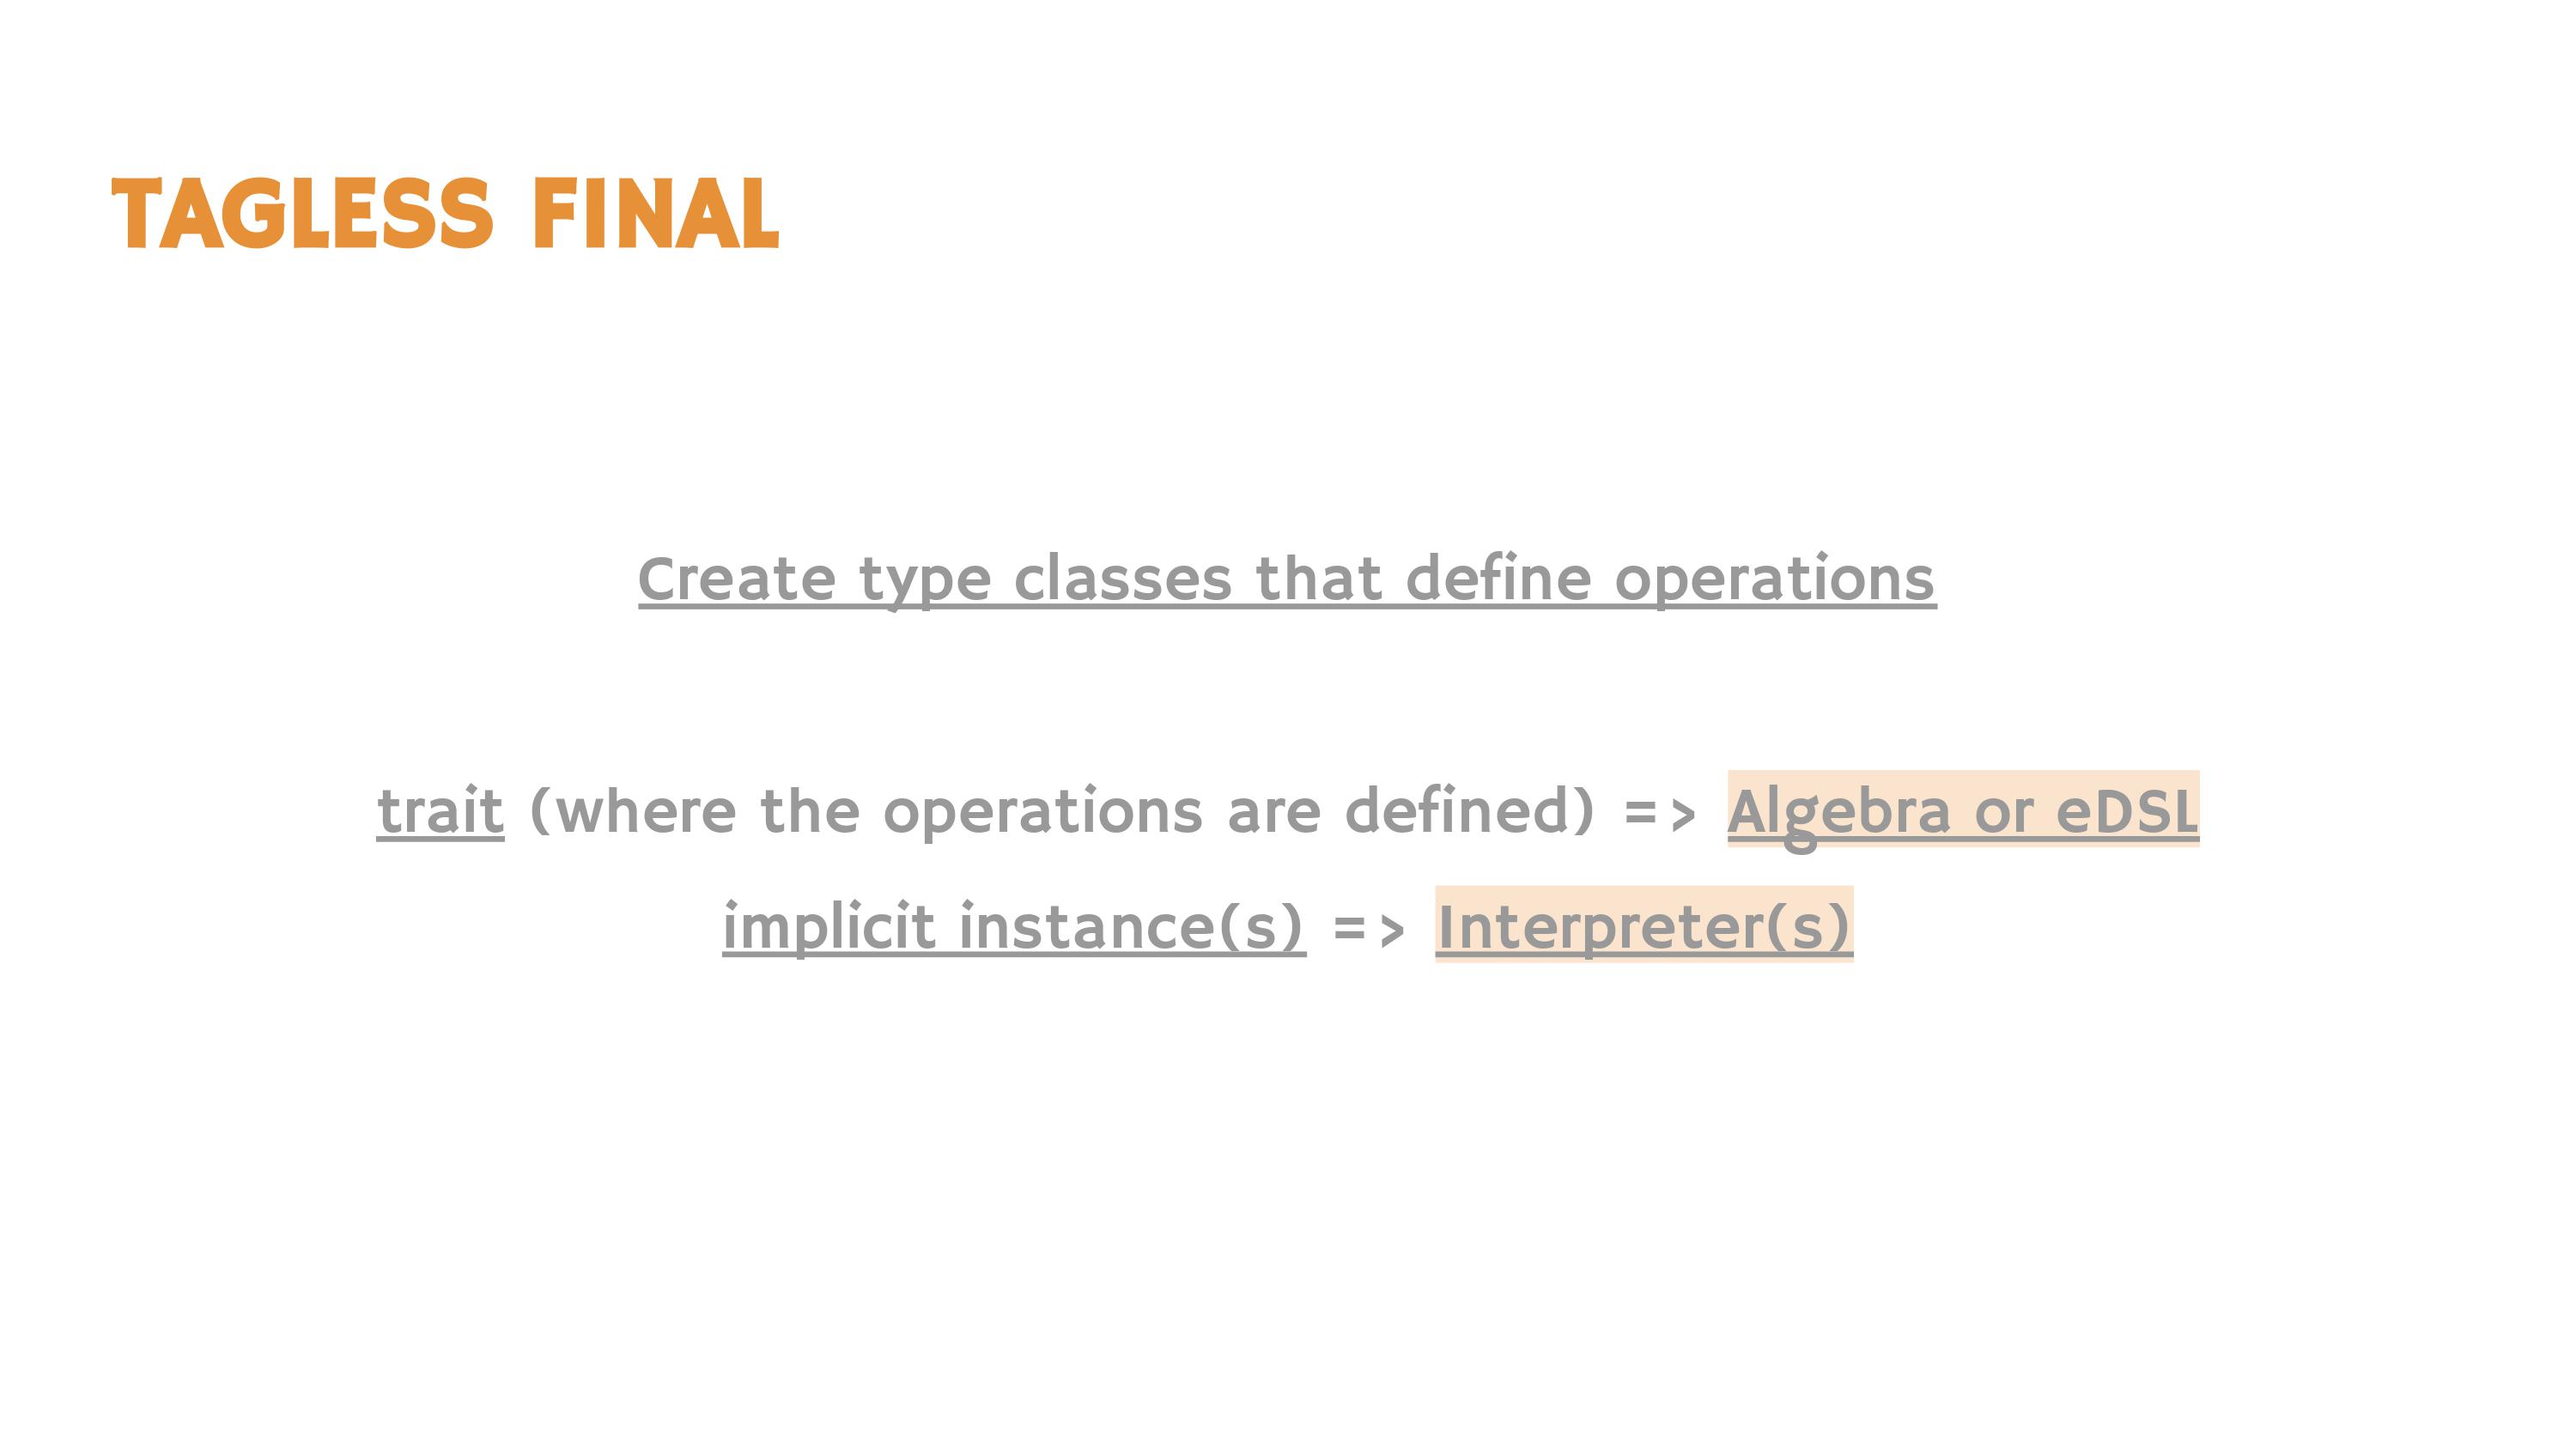 TAGLESS FINAL
Create type classes that define operations
trait (where the operations are defined) => Algebra or eDSL
implicit instance(s) => Interpreter(s)